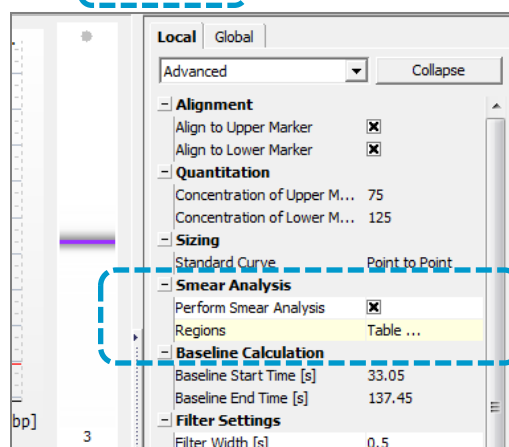 Local Global
Advanced Collapse
Alignment
Align to Upper Marker
Align to Lower Marker
Quantitation
Concentration of Upper M... 75
Concentration of Lower M... 125
Sizing
Standard Curve Point to Point
Smear Analysis
Perform Smear Analysis
Regions Table ...
Baseline Calculation
Baseline Start Time [s] 33.05
Baseline End Time [s] 137.45
bp] Filter Settings
3 Filter Width [s] 0.5